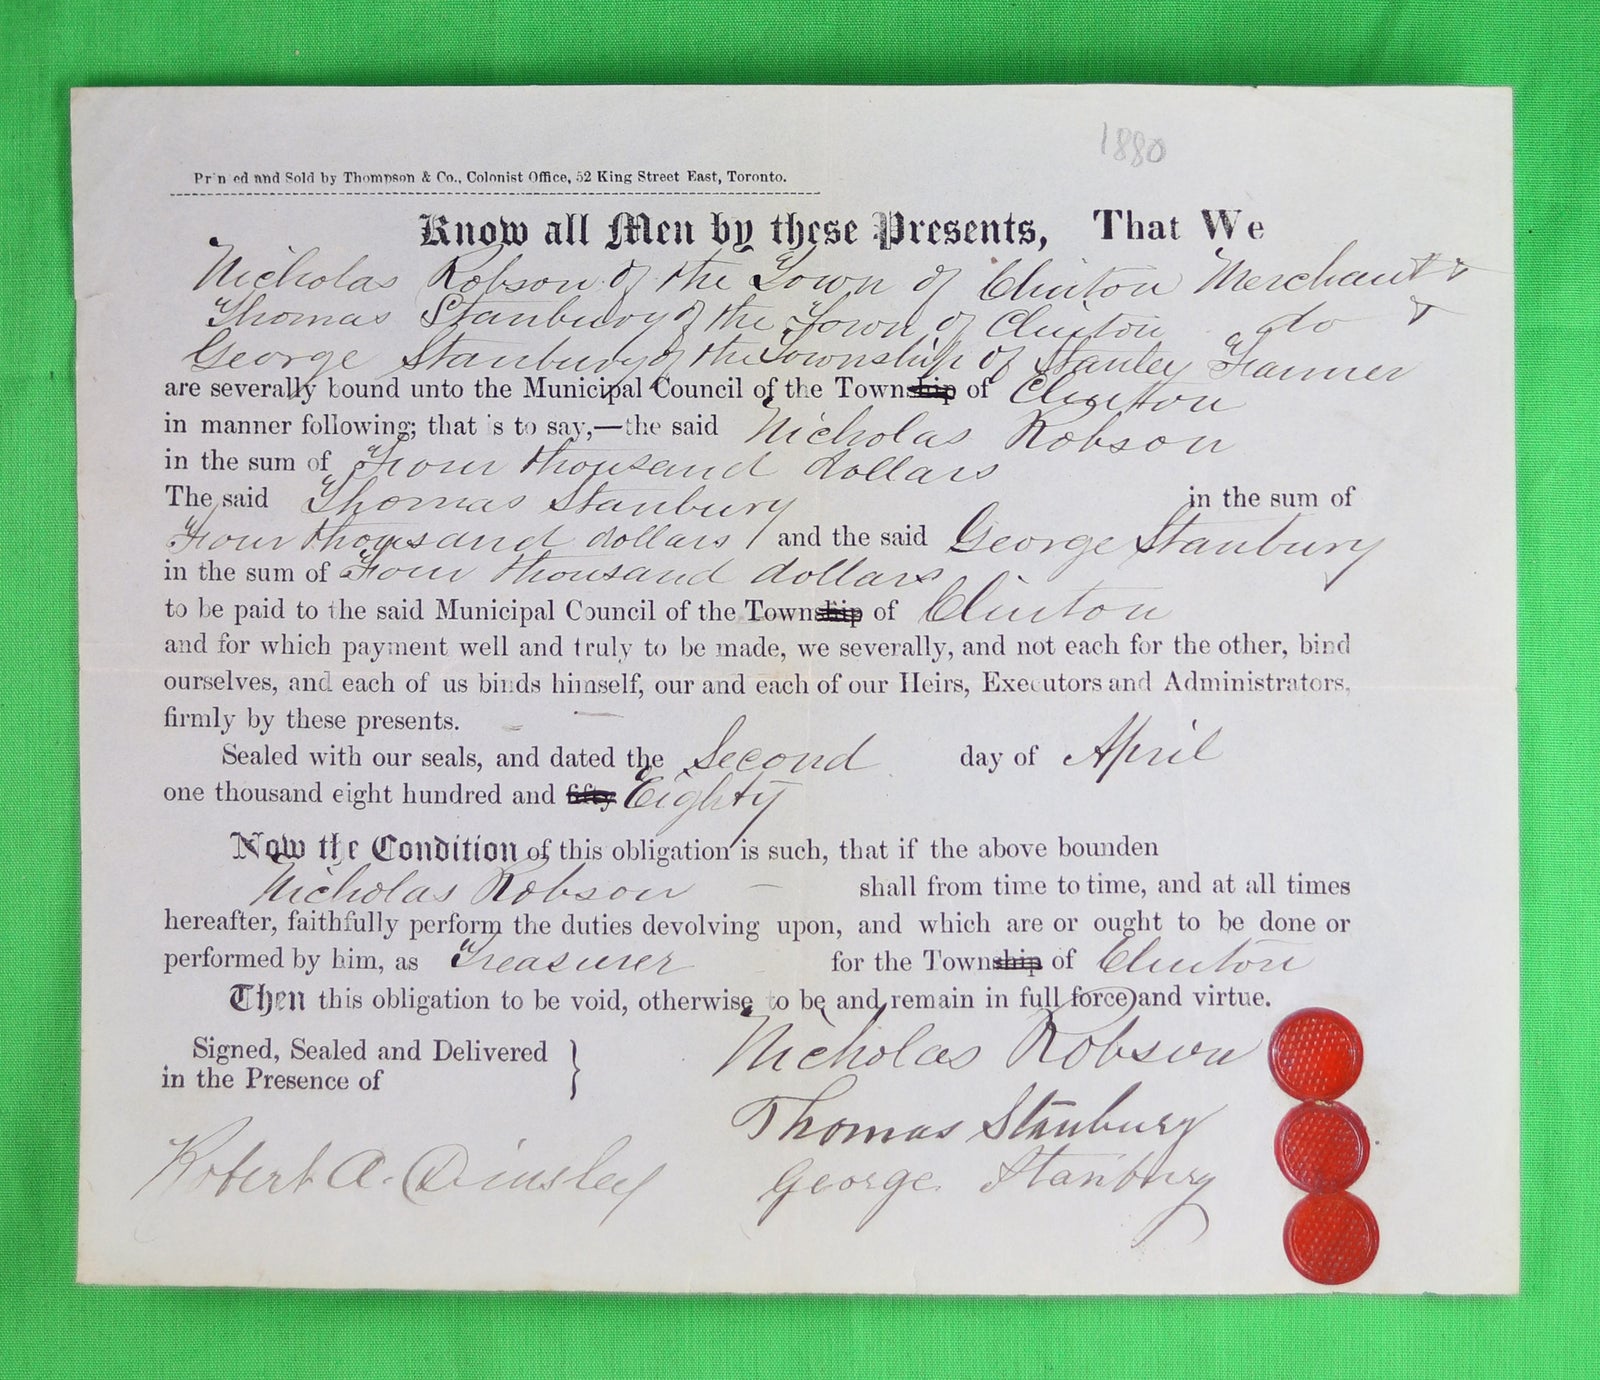 1880
Printed and Sold by Thompson & Co., Colonist Office, 52 King Street East, Toronto.
Know all Men by these Presents, That We
Nicholas Robson of the Town of Clinton Merchant &
Thomas Stanbury of the Town of Clinton do &
George Stanbury of the Township of Stanley Farmer
are severally bound unto the Municipal Council of the Township of Clinton
in manner following; that is to say,—the said Nicholas Robson
in the sum of Four thousand dollars
The said Thomas Stanbury in the sum of
Four thousand dollars and the said George Stanbury
in the sum of Four thousand dollars
to be paid to the said Municipal Council of the Township of Clinton
and for which payment well and truly to be made, we severally, and not each for the other, bind
ourselves, and each of us binds himself, our and each of our Heirs, Executors and Administrators,
firmly by these presents.
Sealed with our seals, and dated the Second day of April
one thousand eight hundred and fifty Eighty
Now the Condition of this obligation is such, that if the above bounden
Nicholas Robson shall from time to time, and at all times
hereafter, faithfully perform the duties devolving upon, and which are or ought to be done or
performed by him, as Treasurer for the Township of Clinton
Then this obligation to be void, otherwise to be and remain in full force and virtue.
Signed, Sealed and Delivered
in the Presence of
Nicholas Robson
Thomas Stanbury
Robert A. Dinsley
George Stanbury